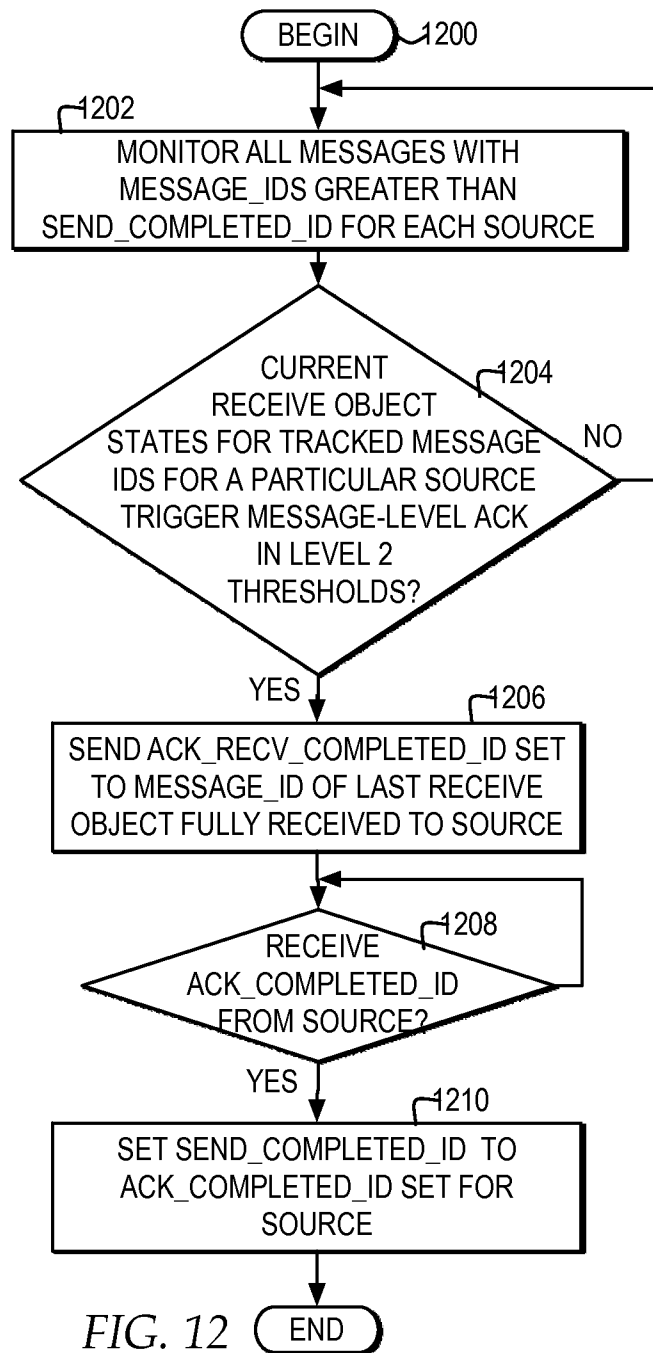 BEGIN
1200
1202
MONITOR ALL MESSAGES WITH
MESSAGE_IDS GREATER THAN
SEND_COMPLETED_ID FOR EACH SOURCE
1204
CURRENT
RECEIVE OBJECT
STATES FOR TRACKED MESSAGE
IDS FOR A PARTICULAR SOURCE
TRIGGER MESSAGE-LEVEL ACK
IN LEVEL 2
THRESHOLDS?
NO
YES
1206
SEND ACK_RECV_COMPLETED_ID SET
TO MESSAGE_ID OF LAST RECEIVE
OBJECT FULLY RECEIVED TO SOURCE
1208
RECEIVE
ACK_COMPLETED_ID
FROM SOURCE?
YES
1210
SET SEND_COMPLETED_ID TO
ACK_COMPLETED_ID SET FOR
SOURCE
FIG. 12
END